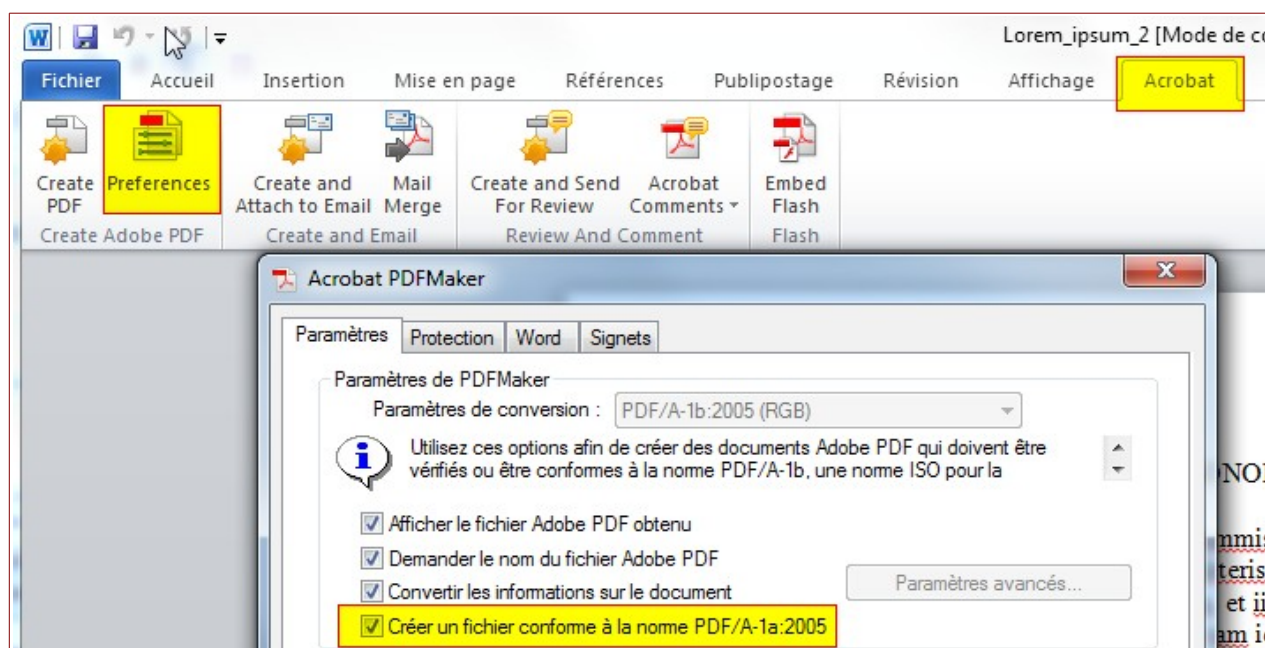 Lorem_ipsum_2 [Mode de co
Fichier Accueil Insertion Mise en page Références Publipostage Révision Affichage Acrobat
Create PDF Preferences Create and Attach to Email Mail Merge Create and Send For Review Acrobat Comments Embed Flash
Create Adobe PDF Create and Email Review And Comment Flash
Acrobat PDFMaker
Paramètres Protection Word Signets
Paramètres de PDFMaker
Paramètres de conversion : PDF/A-1b:2005 (RGB)
Utilisez ces options afin de créer des documents Adobe PDF qui doivent être
vérifiés ou être conformes à la nome PDF/A-1b, une norme ISO pour la
Afficher le fichier Adobe PDF obtenu
Demander le nom du fichier Adobe PDF
Convertir les informations sur le document
Paramètres avancés...
Créer un fichier conforme à la norme PDF/A-1a:2005